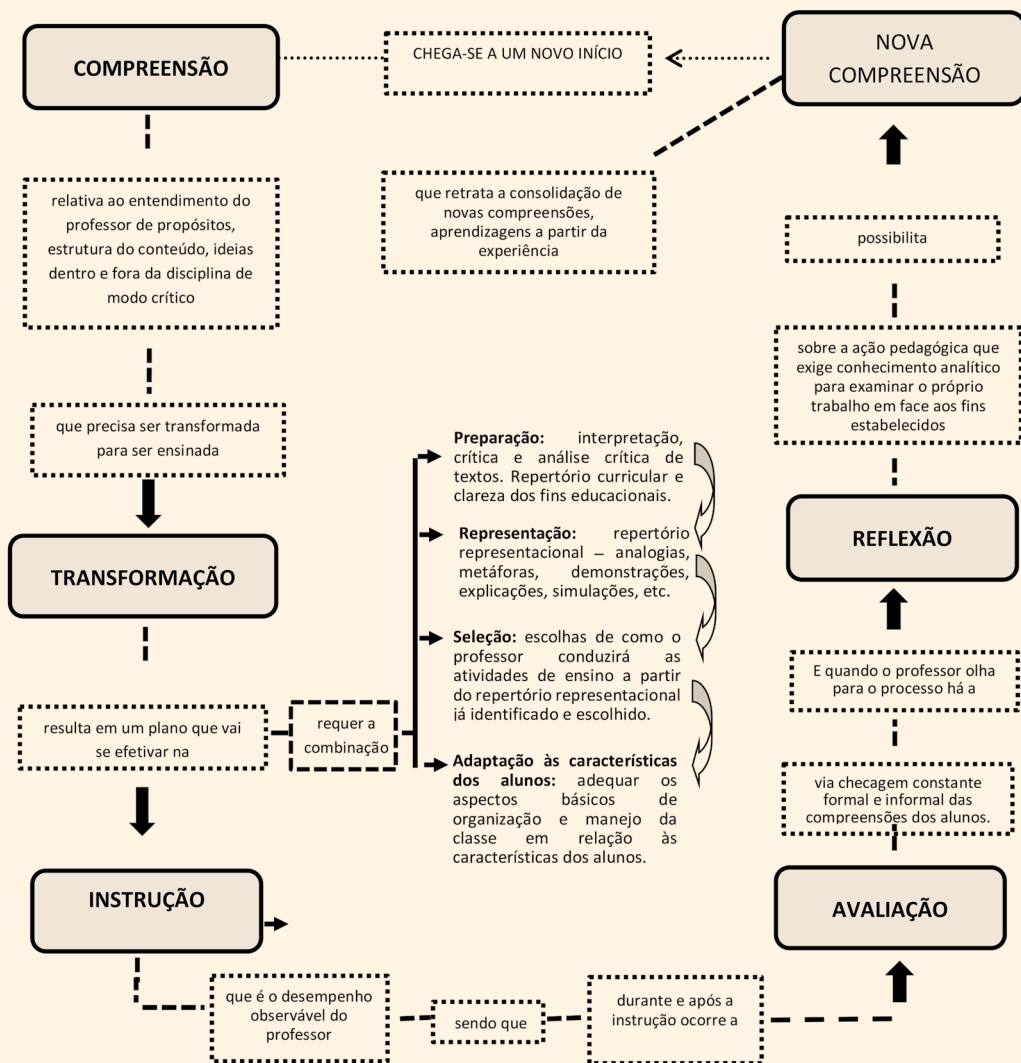 COMPREENSÃO
CHEGA-SE A UM NOVO INÍCIO
NOVA
COMPREENSÃO
relativa ao entendimento do
professor de propósitos,
estrutura do conteúdo, ideias
dentro e fora da disciplina de
modo crítico
que retrata a consolidação de
novas compreensões,
aprendizagens a partir da
experiência
que precisa ser transformada
para ser ensinada
TRANSFORMAÇÃO
resulta em um plano que vai
se efetivar na
requer a
combinação
Preparação: interpretação,
crítica e análise crítica de
textos. Repertório curricular e
clareza dos fins educacionais.
Representação: repertório
representacional – analogias,
metáforas, demonstrações,
explicações, simulações, etc.
Seleção: escolhas de como o
professor conduzirá as
atividades de ensino a partir
do repertório representacional
já identificado e escolhido.
Adaptação às características
dos alunos: adequar os
aspectos básicos de
organização e manejo da
classe em relação às
características dos alunos.
INSTRUÇÃO
que é o desempenho
observável do
professor
sendo que
durante e após a
instrução ocorre a
AVALIAÇÃO
via checagem constante
formal e informal das
compreensões dos alunos.
E quando o professor olha
para o processo há a
REFLEXÃO
sobre a ação pedagógica que
exige conhecimento analítico
para examinar o próprio
trabalho em face aos fins
estabelecidos
possibilita